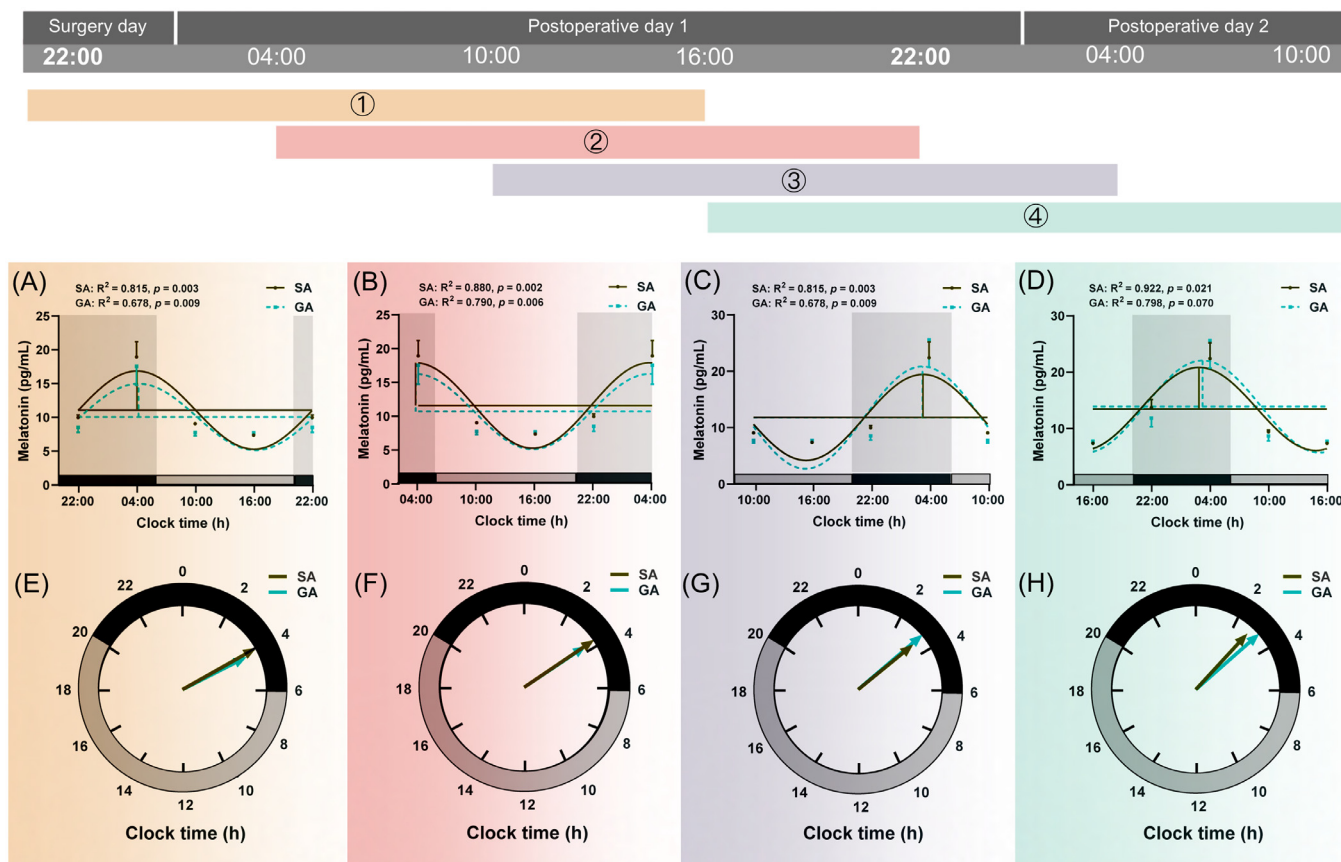 Surgery day Postoperative day 1 Postoperative day 2
22:00 04:00 10:00 16:00 22:00 04:00 10:00
①
②
③
④
(A)
SA: R² = 0.815, p = 0.003
GA: R² = 0.678, p = 0.009
SA
GA
Melatonin (pg/mL)
25
20
15
10
5
0
22:00 04:00 10:00 16:00 22:00
Clock time (h)
(B)
SA: R² = 0.880, p = 0.002
GA: R² = 0.790, p = 0.006
SA
GA
Melatonin (pg/mL)
25
20
15
10
5
0
04:00 10:00 16:00 22:00 04:00
Clock time (h)
(C)
SA: R² = 0.815, p = 0.003
GA: R² = 0.678, p = 0.009
SA
GA
Melatonin (pg/mL)
30
20
10
0
10:00 16:00 22:00 04:00 10:00
Clock time (h)
(D)
SA: R² = 0.922, p = 0.021
GA: R² = 0.798, p = 0.070
SA
GA
Melatonin (pg/mL)
30
20
10
0
16:00 22:00 04:00 10:00 16:00
Clock time (h)
(E)
SA
GA
0
2
4
6
8
10
12
14
16
18
20
22
Clock time (h)
(F)
SA
GA
0
2
4
6
8
10
12
14
16
18
20
22
Clock time (h)
(G)
SA
GA
0
2
4
6
8
10
12
14
16
18
20
22
Clock time (h)
(H)
SA
GA
0
2
4
6
8
10
12
14
16
18
20
22
Clock time (h)